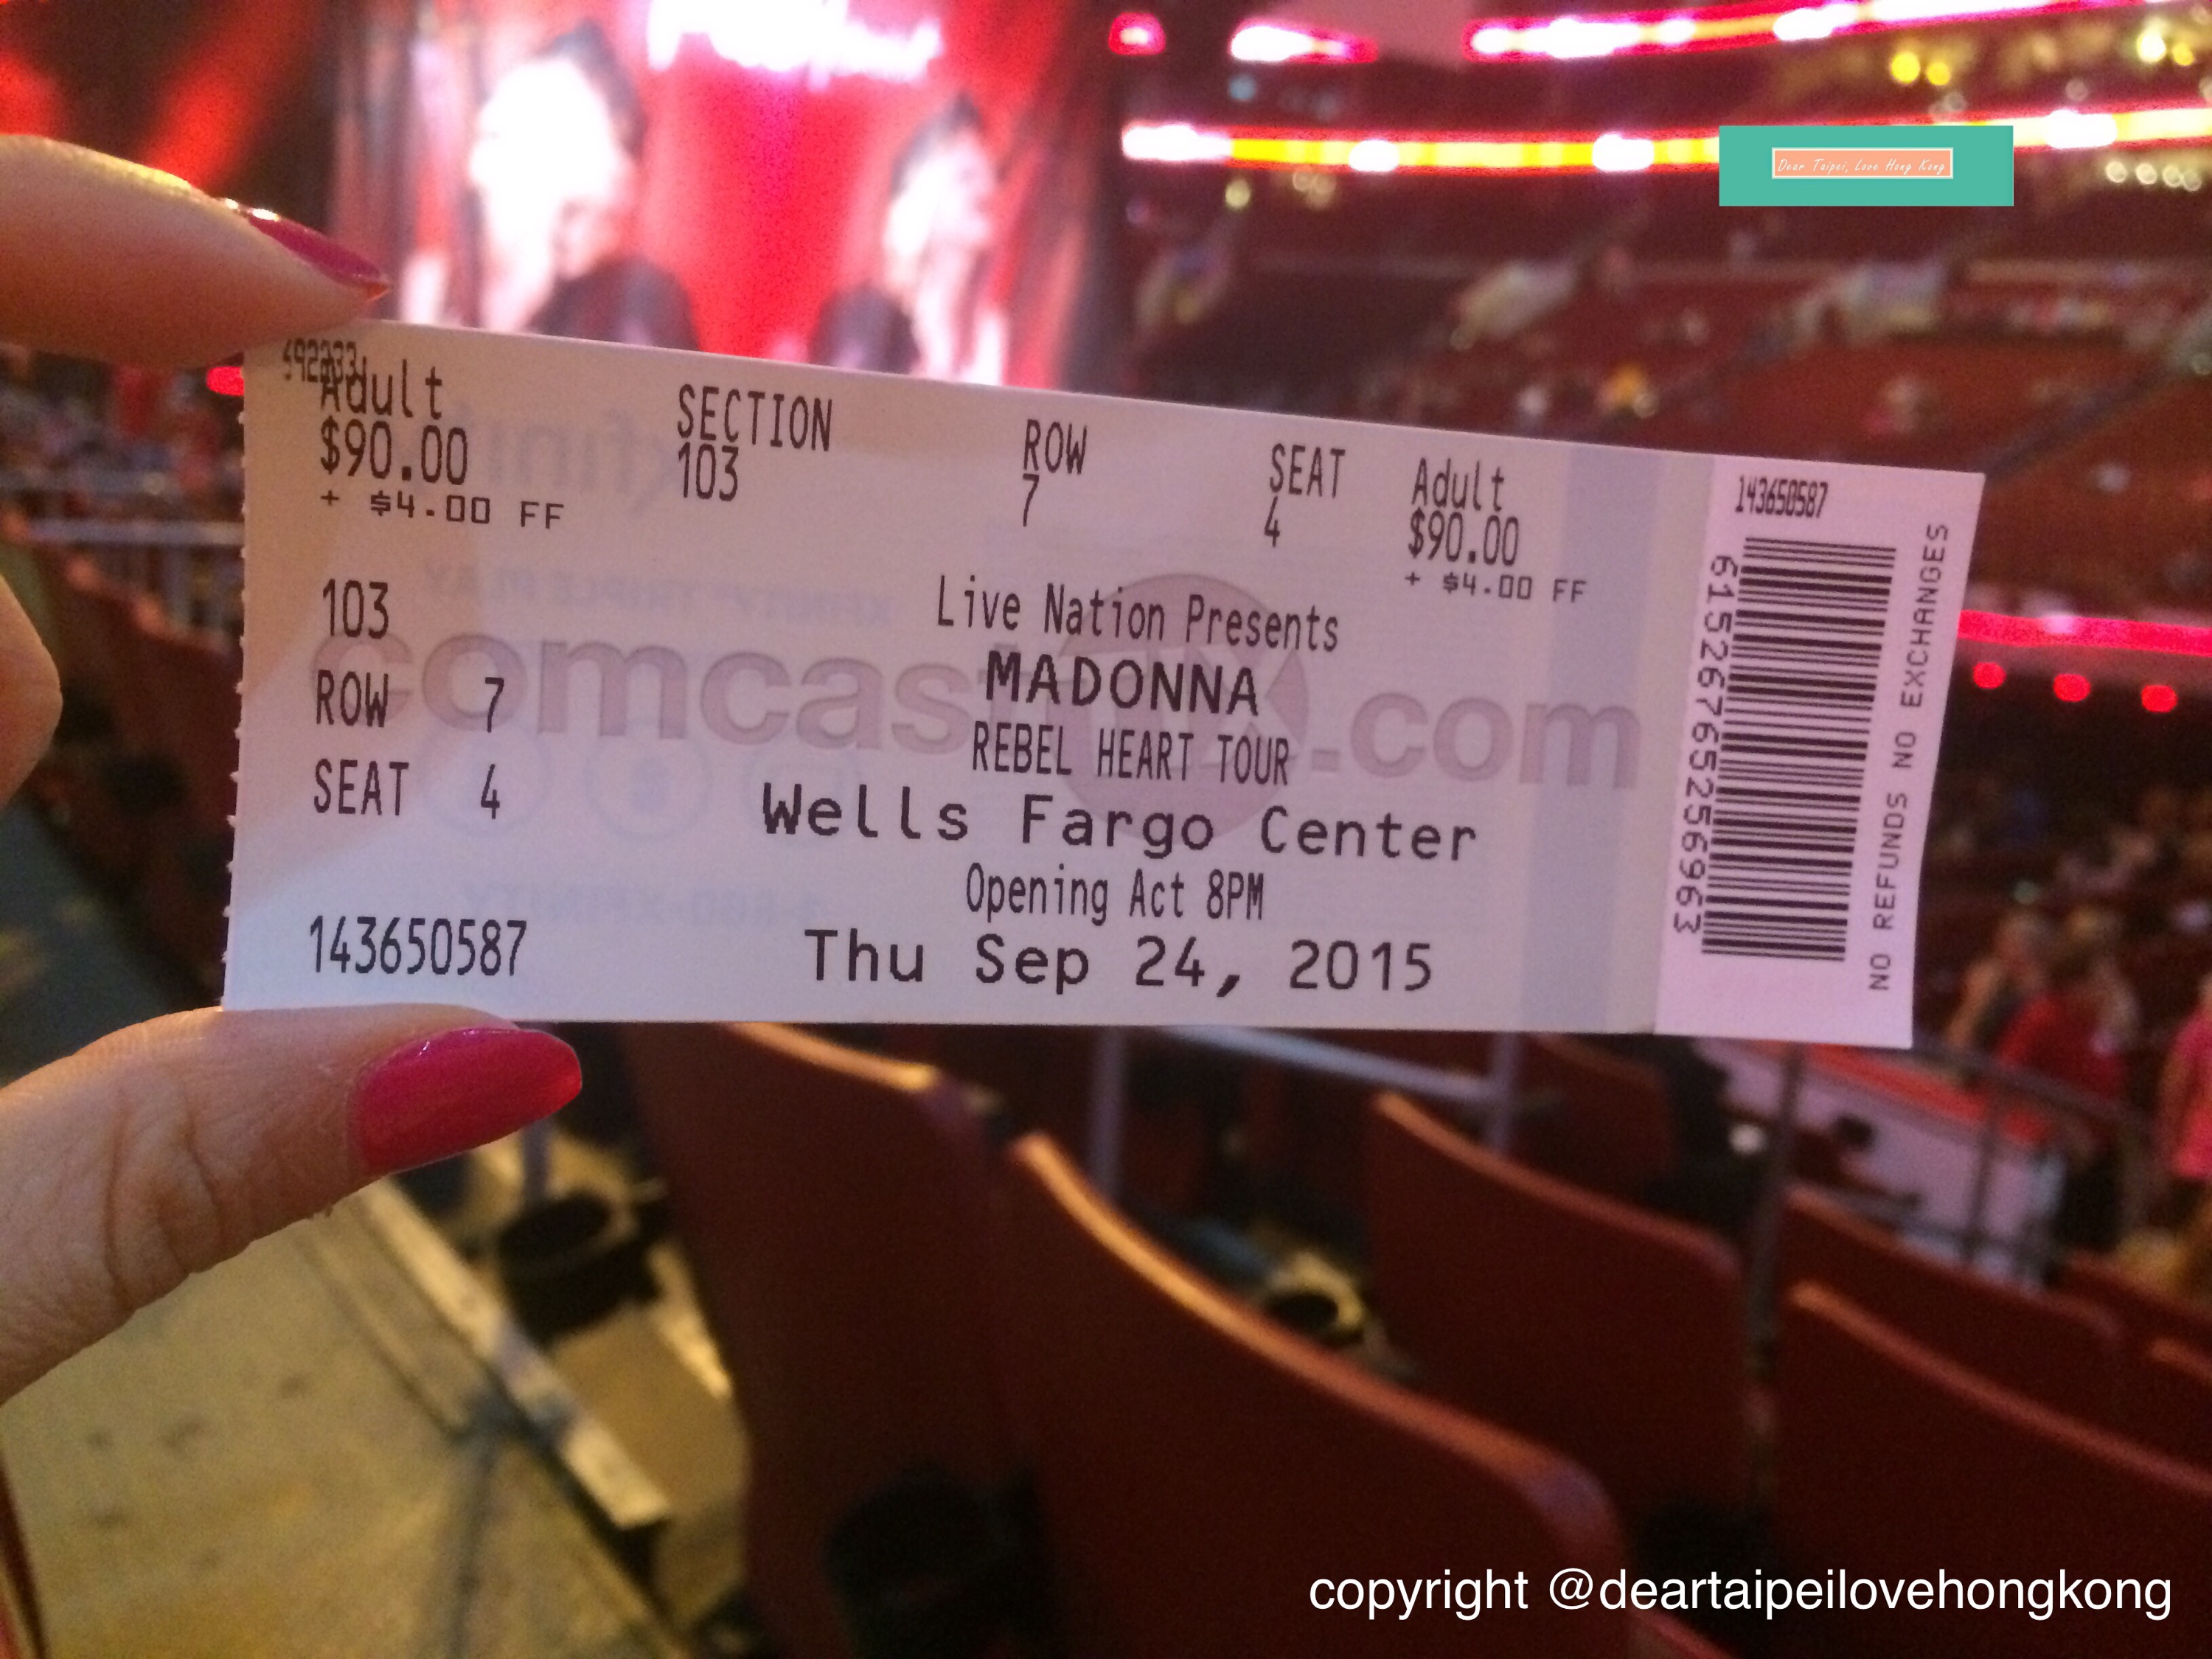 Dear Taipei, Love Hong Kong
Adult
$90.00
+ $4.00 FF
SECTION
103
ROW
7
SEAT
4
Adult
$90.00
+ $4.00 FF
103
ROW 7
SEAT 4
143650587
comcast .com
Live Nation Presents
MADONNA
REBEL HEART TOUR
Wells Fargo Center
Opening Act 8PM
Thu Sep 24, 2015
143650587
6152676525256963
NO REFUNDS NO EXCHANGES
copyright @deartaipeilovehongkong